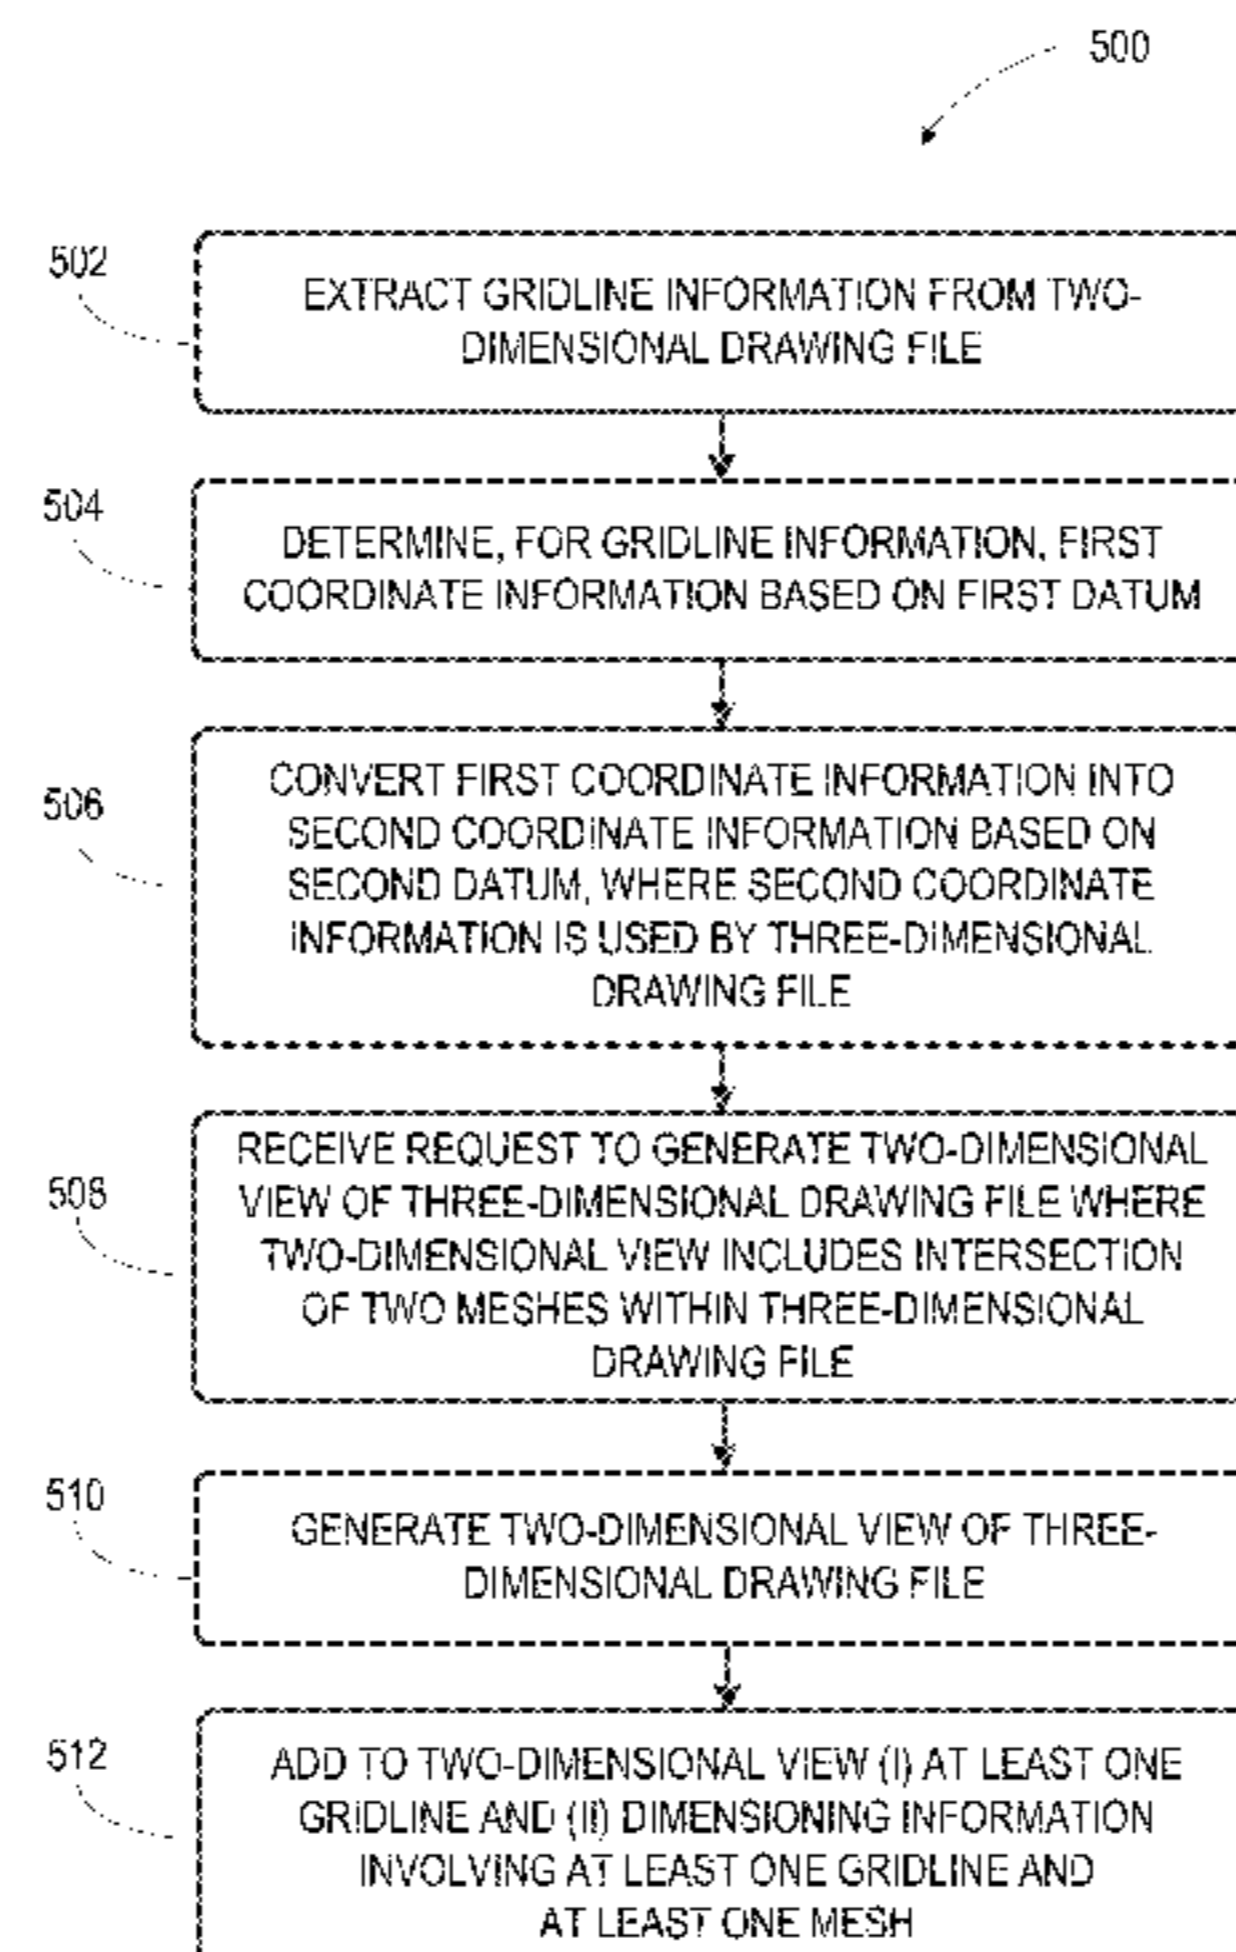 500
502
EXTRACT GRIDLINE INFORMATION FROM TWO-
DIMENSIONAL DRAWING FILE
504
DETERMINE, FOR GRIDLINE INFORMATION, FIRST
COORDINATE INFORMATION BASED ON FIRST DATUM
506
CONVERT FIRST COORDINATE INFORMATION INTO
SECOND COORDINATE INFORMATION BASED ON
SECOND DATUM, WHERE SECOND COORDINATE
INFORMATION IS USED BY THREE-DIMENSIONAL
DRAWING FILE
508
RECEIVE REQUEST TO GENERATE TWO-DIMENSIONAL
VIEW OF THREE-DIMENSIONAL DRAWING FILE WHERE
TWO-DIMENSIONAL VIEW INCLUDES INTERSECTION
OF TWO MESHES WITHIN THREE-DIMENSIONAL
DRAWING FILE
510
GENERATE TWO-DIMENSIONAL VIEW OF THREE-
DIMENSIONAL DRAWING FILE
512
ADD TO TWO-DIMENSIONAL VIEW (I) AT LEAST ONE
GRIDLINE AND (II) DIMENSIONING INFORMATION
INVOLVING AT LEAST ONE GRIDLINE AND
AT LEAST ONE MESH